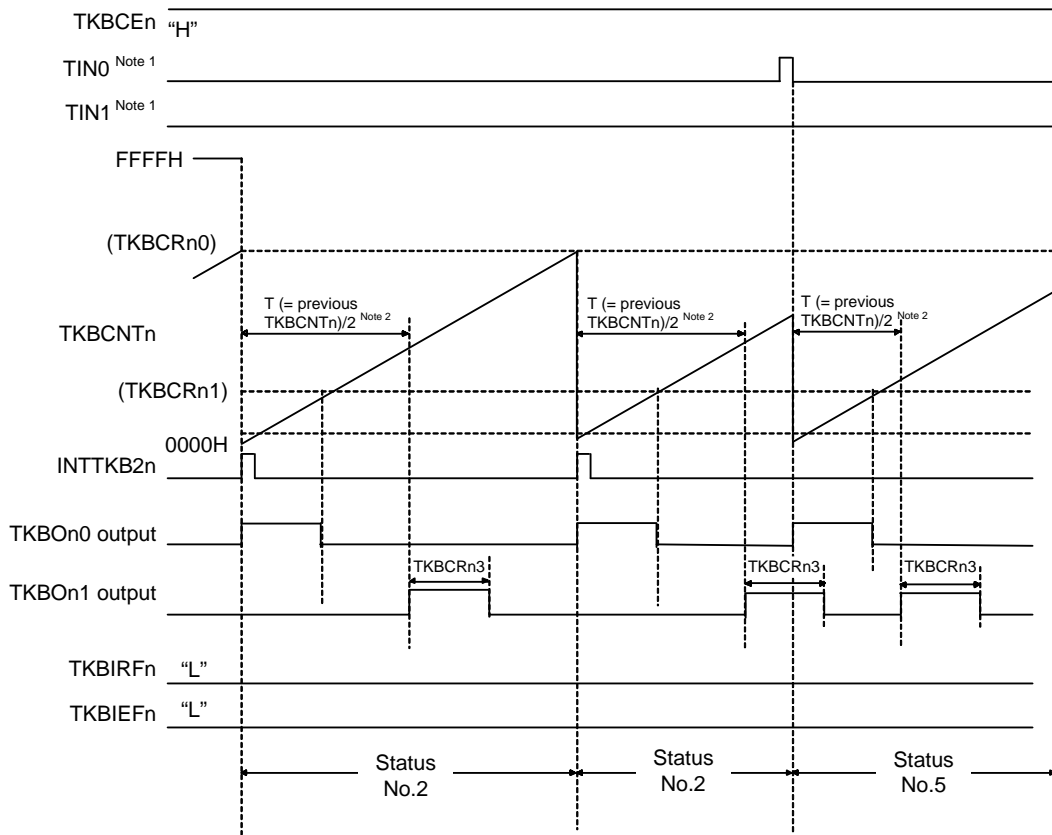 TKBCEn “H”
TIN0 Note 1
TIN1 Note 1
FFFFH
(TKBCRn0)
T (= previous
TKBCNTn)/2 Note 2
T (= previous
TKBCNTn)/2 Note 2
T (= previous
TKBCNTn)/2 Note 2
TKBCNTn
(TKBCRn1)
0000H
INTTKB2n
TKBOn0 output
TKBCRn3
TKBCRn3
TKBCRn3
TKBOn1 output
TKBIRFn “L”
TKBIEFn “L”
Status
No.2
Status
No.2
Status
No.5